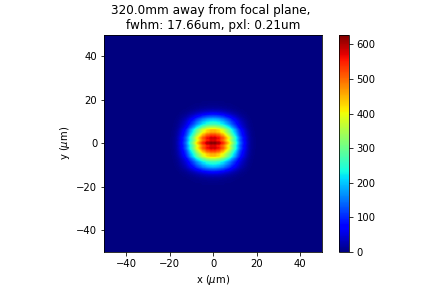 320.0mm away from focal plane,
fwhm: 17.66um, pxl: 0.21um
40
20
0
−20
−40
y (μm)
−40 −20 0 20 40
x (μm)
600
500
400
300
200
100
0